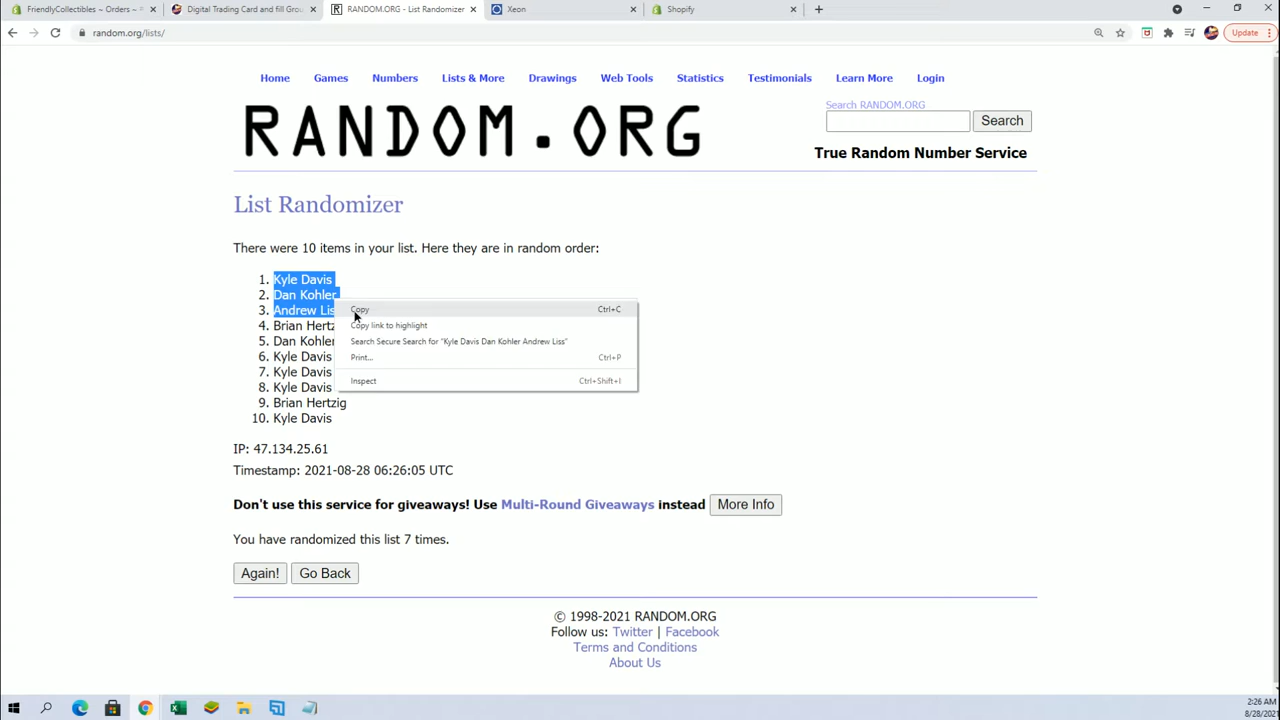 FriendlyCollectibles ~ Orders ~
Digital Trading Card and fill Grou
RANDOM.ORG - List Randomizer
Xeon
Shopify
random.org/lists/
Update
Home Games Numbers Lists & More Drawings Web Tools Statistics Testimonials Learn More Login
RANDOM.ORG
Search RANDOM.ORG
Search
True Random Number Service
List Randomizer
There were 10 items in your list. Here they are in random order:
1. Kyle Davis
2. Dan Kohler
3. Andrew Lis
4. Brian Hertz
5. Dan Kohler
6. Kyle Davis
7. Kyle Davis
8. Kyle Davis
9. Brian Hertzig
10. Kyle Davis
Copy Ctrl+C
Copy link to highlight
Search Secure Search for "Kyle Davis Dan Kohler Andrew Liss"
Print... Ctrl+P
Inspect Ctrl+Shift+I
IP: 47.134.25.61
Timestamp: 2021-08-28 06:26:05 UTC
Don't use this service for giveaways! Use Multi-Round Giveaways instead More Info
You have randomized this list 7 times.
Again! Go Back
© 1998-2021 RANDOM.ORG
Follow us: Twitter | Facebook
Terms and Conditions
About Us
2:26 AM
8/28/2021